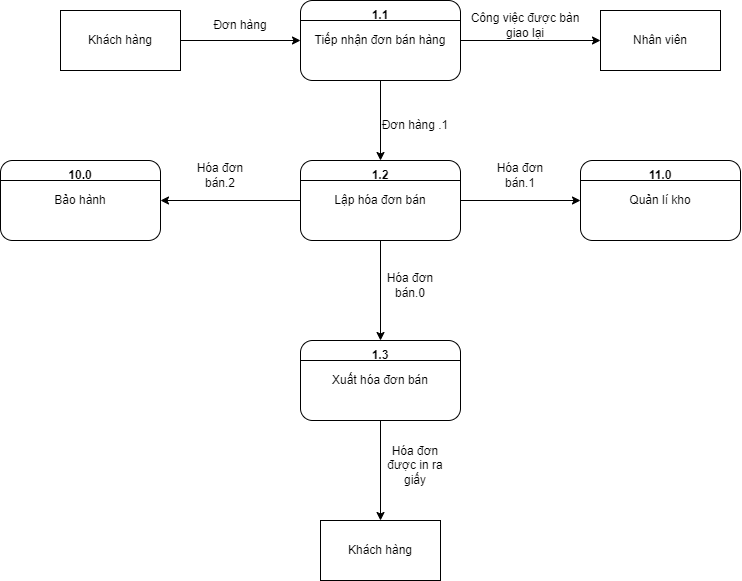 1.1
Khách hàng
Đơn hàng
Tiếp nhận đơn bán hàng
Công việc được bàn
giao lại
Nhân viên
Đơn hàng .1
10.0
Bảo hành
Hóa đơn
bán.2
1.2
Lập hóa đơn bán
Hóa đơn
bán.1
11.0
Quản lí kho
Hóa đơn
bán.0
1.3
Xuất hóa đơn bán
Hóa đơn
được in ra
giấy
Khách hàng